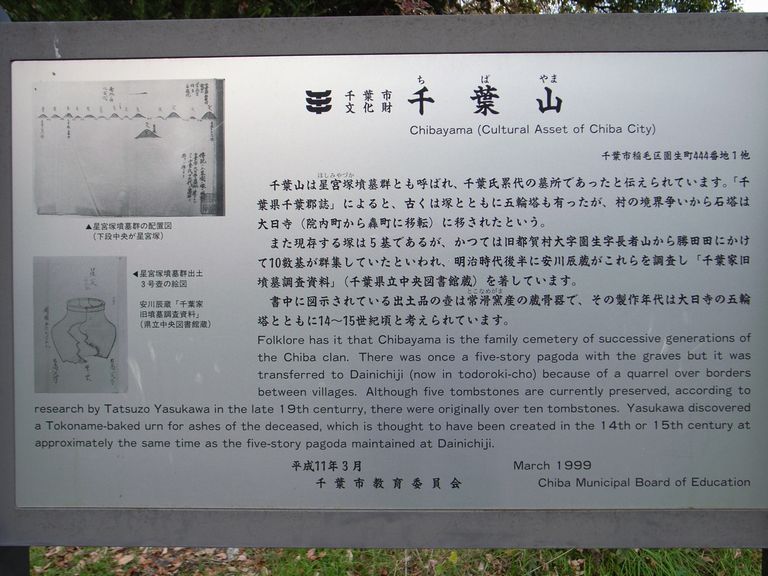 千葉市
文化財
ち ば やま
千葉山
Chibayama (Cultural Asset of Chiba City)
千葉市稲毛区園生町444番地1他
▲星宮塚墳墓群の配置図
(下段中央が星宮塚)
◀星宮塚墳墓群出土
3号壺の絵図
安川辰蔵「千葉家
旧墳墓調査資料」
(県立中央図書館蔵)
ほしみやづか
千葉山は星宮塚墳墓群とも呼ばれ、千葉氏累代の墓所であったと伝えられています。「千
葉県千葉郡誌」によると、古くは塚とともに五輪塔も有ったが、村の境界争いから石塔は
大日寺(院内町から轟町に移転)に移されたという。
また現存する塚は5基であるが、かつては旧都賀村大字園生字長者山から勝田田にかけ
て10数基が群集していたといわれ、明治時代後半に安川辰蔵がこれらを調査し「千葉家旧
墳墓調査資料」(千葉県立中央図書館蔵)を著しています。
とこなめがま
書中に図示されている出土品の壺は常滑窯産の蔵骨器で、その製作年代は大日寺の五輪
塔とともに14~15世紀頃と考えられています。
Folklore has it that Chibayama is the family cemetery of successive generations of
the Chiba clan. There was once a five-story pagoda with the graves but it was
transferred to Dainichiji (now in todoroki-cho) because of a quarrel over borders
between villages. Although five tombstones are currently preserved, according to
research by Tatsuzo Yasukawa in the late 19th centurry, there were originally over ten tombstones. Yasukawa discovered
a Tokoname-baked urn for ashes of the deceased, which is thought to have been created in the 14th or 15th century at
approximately the same time as the five-story pagoda maintained at Dainichiji.
平成11年3月
千葉市教育委員会
March 1999
Chiba Municipal Board of Education